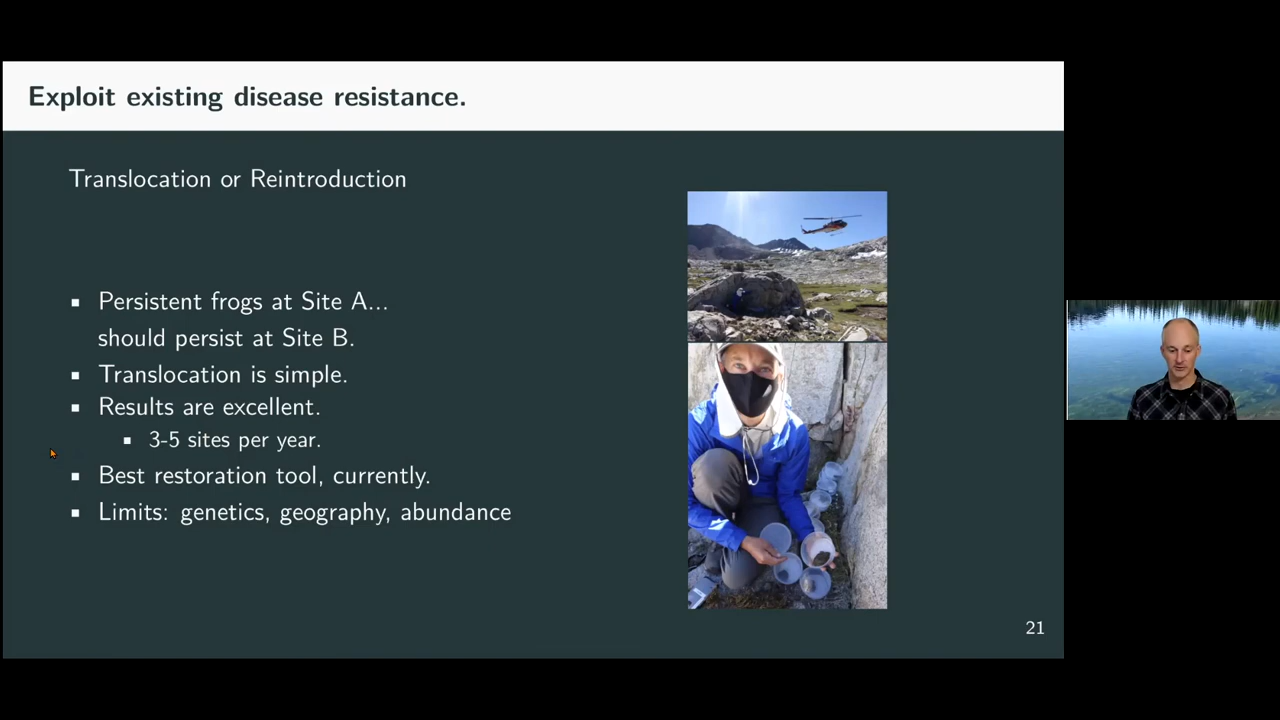 Exploit existing disease resistance.
Translocation or Reintroduction
Persistent frogs at Site A...
should persist at Site B.
Translocation is simple.
Results are excellent.
3-5 sites per year.
Best restoration tool, currently.
Limits: genetics, geography, abundance
21